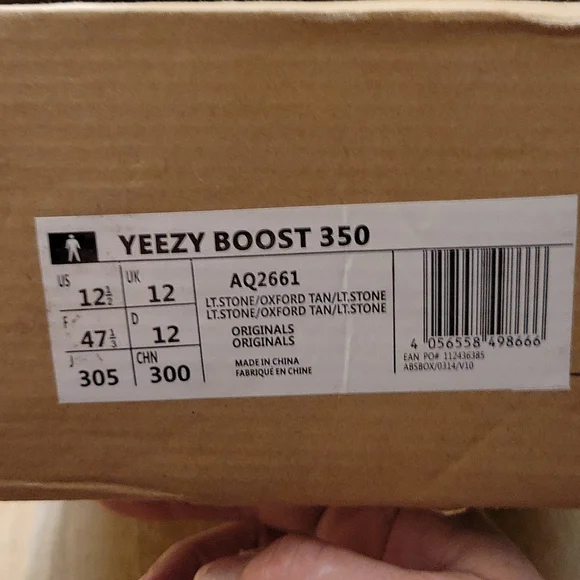 YEEZY BOOST 350
US 12½ UK 12
F 47⅓ D 12
J 305 CHN 300
AQ2661
LT.STONE/OXFORD TAN/LT.STONE
LT.STONE/OXFORD TAN/LT.STONE
ORIGINALS
ORIGINALS
MADE IN CHINA
FABRIQUÉ EN CHINE
4 056558 498666
EAN PO# 112436385
ABSBOX/0314/V10